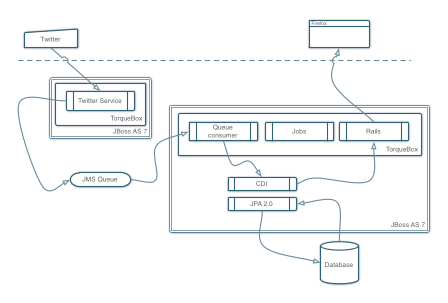 Twitter
Firefox
Twitter Service
TorqueBox
JBoss AS 7
Queue
consumer
Jobs
Rails
TorqueBox
JMS Queue
CDI
JPA 2.0
JBoss AS 7
Database